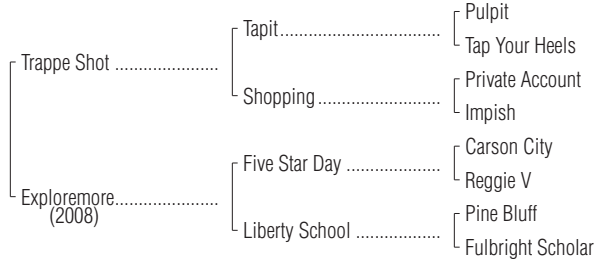 Pulpit
Tapit
Tap Your Heels
Trappe Shot
Private Account
Shopping
Impish
Carson City
Five Star Day
Reggie V
Exploremore
(2008)
Pine Bluff
Liberty School
Fulbright Scholar